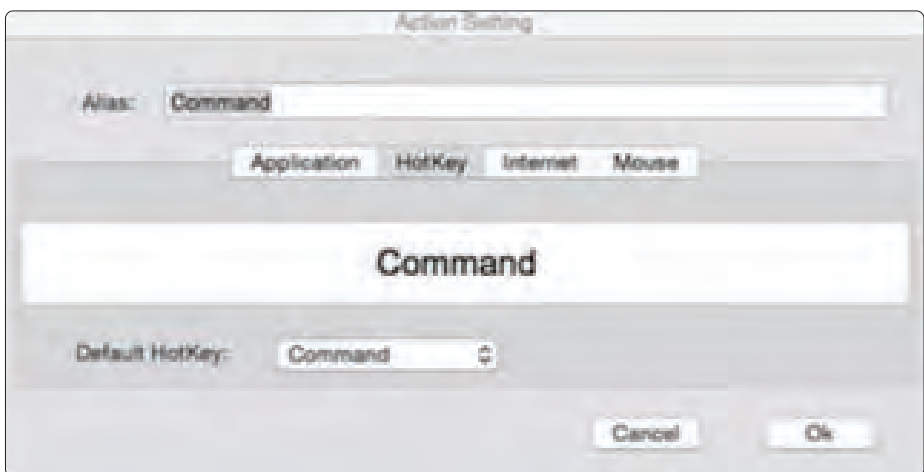 Action Setting
Alias: Command
Application HotKey Internet Mouse
Command
Default HotKey: Command
Cancel Ok